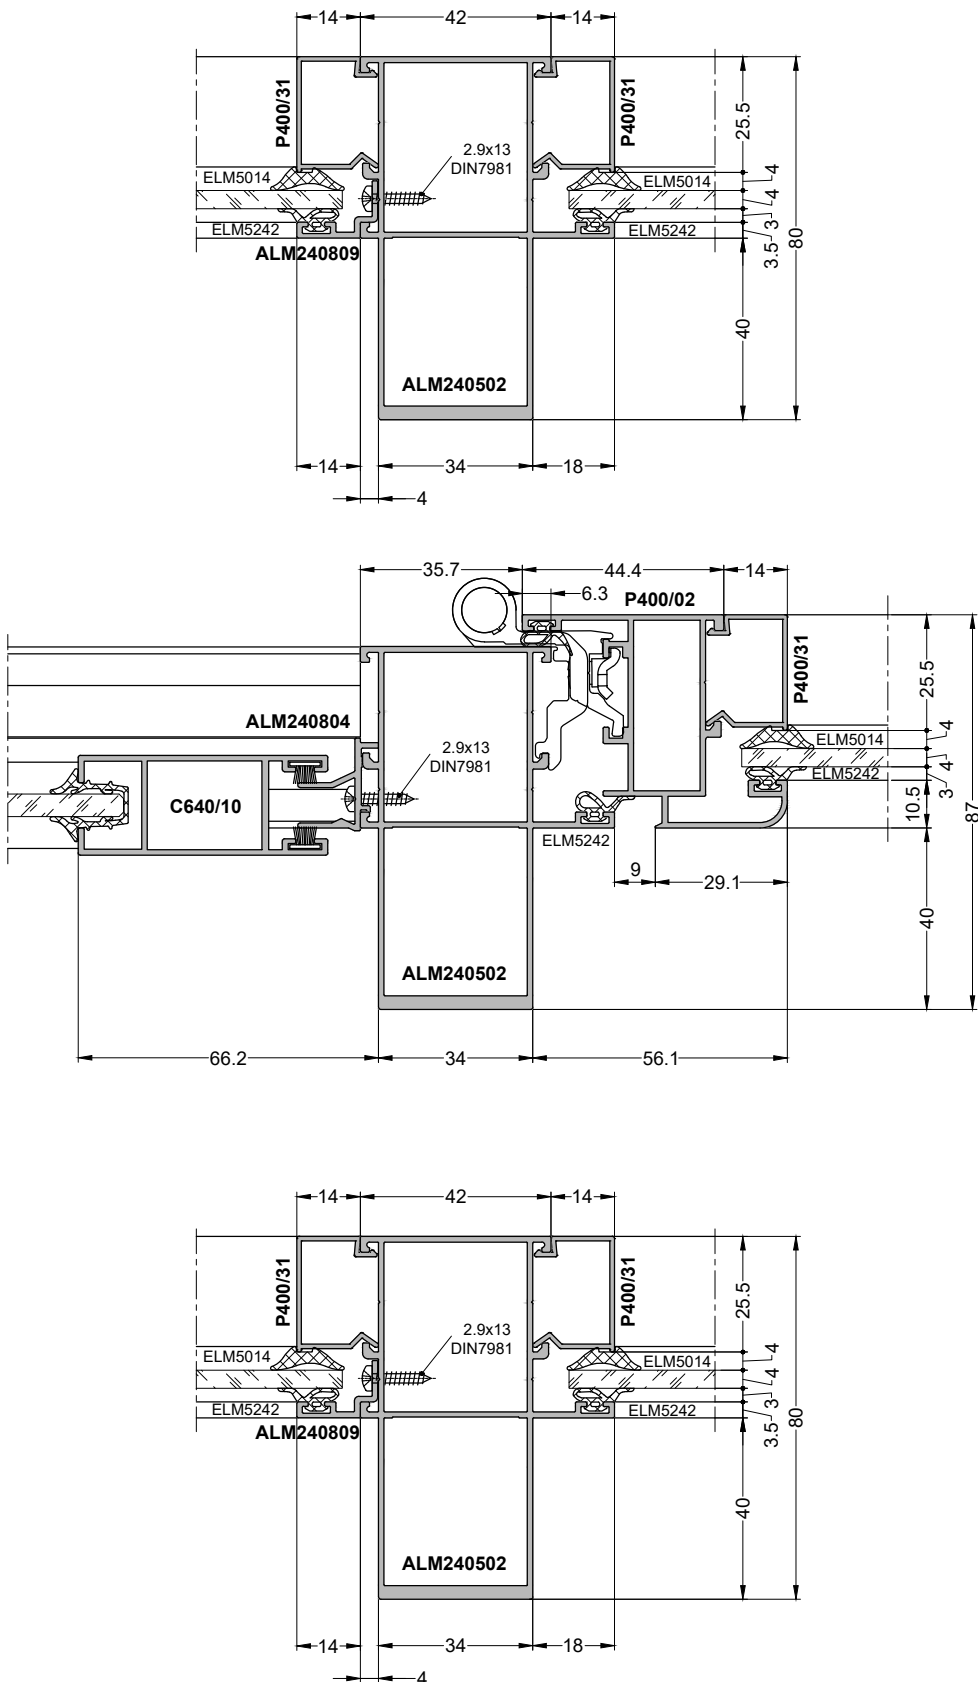 14 42 14
P400/31 P400/31
25.5
2.9x13
DIN7981
ELM5014 ELM5014
4
4
3
3.5
80
ELM5242 ELM5242
ALM240809
40
ALM240502
14 34 18
4
35.7 44.4 14
6.3
P400/02
P400/31
25.5
ALM240804
2.9x13
DIN7981
ELM5014
4
4
3
ELM5242
C640/10
10.5
87
ELM5242
9 29.1
40
ALM240502
66.2 34 56.1
14 42 14
P400/31 P400/31
25.5
2.9x13
DIN7981
ELM5014 ELM5014
4
4
3
3.5
80
ELM5242 ELM5242
ALM240809
40
ALM240502
14 34 18
4